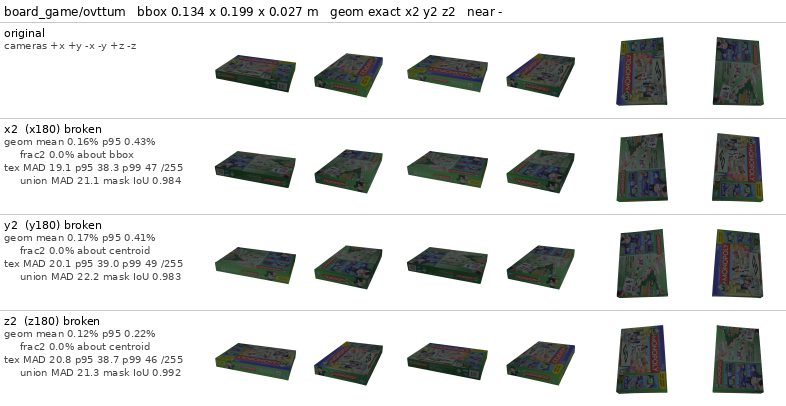 board_game/ovttum bbox 0.134 x 0.199 x 0.027 m geom exact x2 y2 z2 near -
original
cameras +x +y -x -y +z -z
x2 (x180) broken
geom mean 0.16% p95 0.43%
frac2 0.0% about bbox
tex MAD 19.1 p95 38.3 p99 47 /255
union MAD 21.1 mask IoU 0.984
y2 (y180) broken
geom mean 0.17% p95 0.41%
frac2 0.0% about centroid
tex MAD 20.1 p95 39.0 p99 49 /255
union MAD 22.2 mask IoU 0.983
z2 (z180) broken
geom mean 0.12% p95 0.22%
frac2 0.0% about centroid
tex MAD 20.8 p95 38.7 p99 46 /255
union MAD 21.3 mask IoU 0.992
MONOPOLY
MONOPOLY
MONOPOLY
MONOPOLY